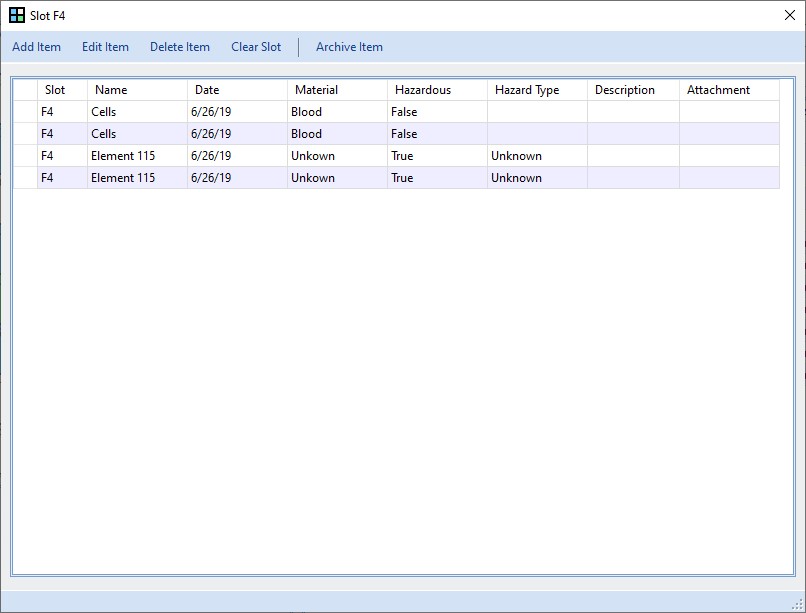 Slot F4
Add Item Edit Item Delete Item Clear Slot Archive Item
Slot Name Date Material Hazardous Hazard Type Description Attachment
F4 Cells 6/26/19 Blood False
F4 Cells 6/26/19 Blood False
F4 Element 115 6/26/19 Unkown True Unknown
F4 Element 115 6/26/19 Unkown True Unknown